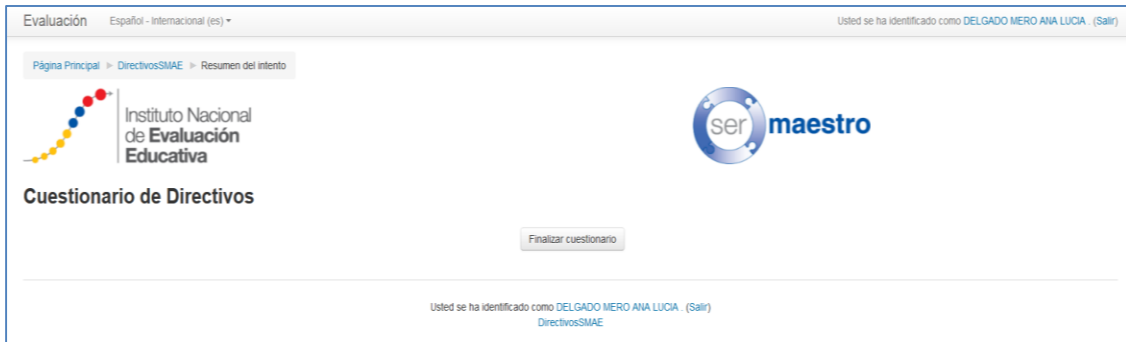 Evaluación Español - Internacional (es) Usted se ha identificado como DELGADO MERO ANA LUCIA . (Salir)
Página Principal DirectivosSMAE Resumen del intento
Instituto Nacional
de Evaluación
Educativa
ser maestro
Cuestionario de Directivos
Finalizar cuestionario
Usted se ha identificado como DELGADO MERO ANA LUCIA . (Salir)
DirectivosSMAE